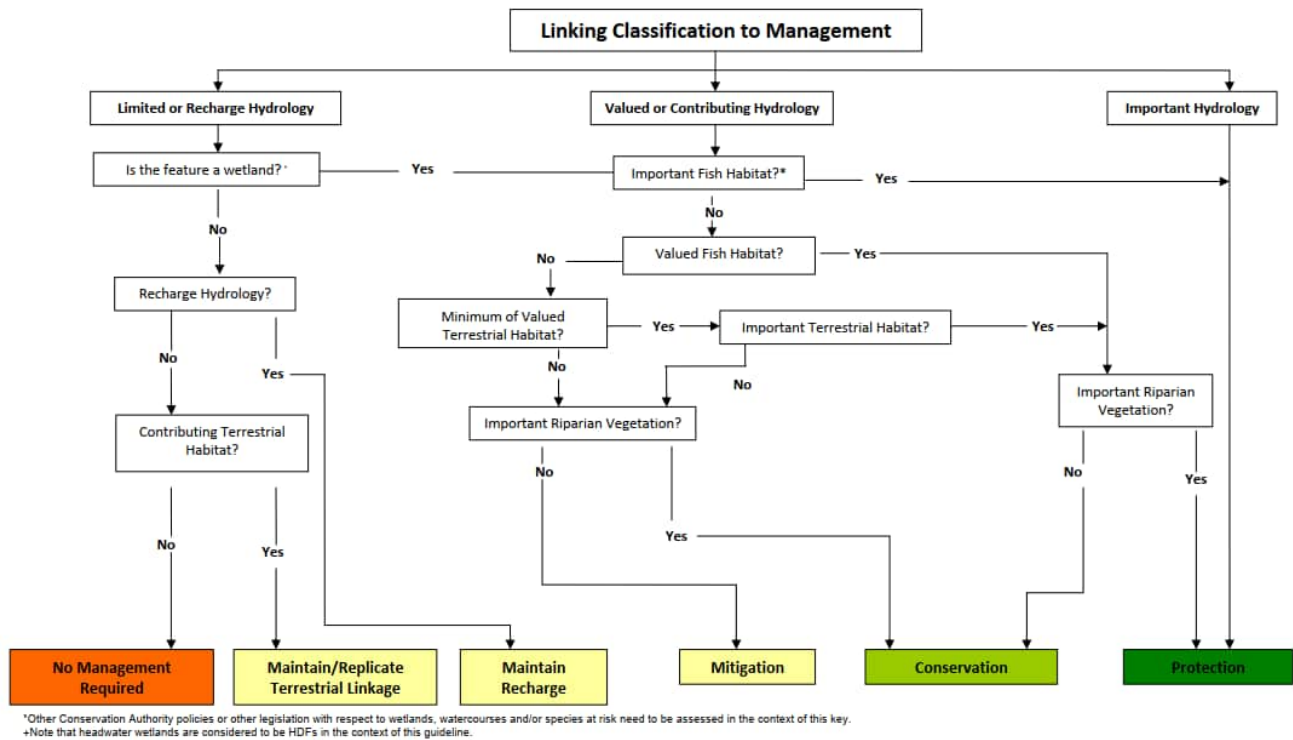 Linking Classification to Management
Limited or Recharge Hydrology
Valued or Contributing Hydrology
Important Hydrology
Is the feature a wetland?⁺
Yes
Important Fish Habitat?*
Yes
No
No
Valued Fish Habitat?
Yes
No
Recharge Hydrology?
Minimum of Valued
Terrestrial Habitat?
Yes
Important Terrestrial Habitat?
Yes
No
Yes
No
No
Important Riparian
Vegetation?
Contributing Terrestrial
Habitat?
Important Riparian Vegetation?
No
No
Yes
No
Yes
Yes
No Management
Required
Maintain/Replicate
Terrestrial Linkage
Maintain
Recharge
Mitigation
Conservation
Protection
*Other Conservation Authority policies or other legislation with respect to wetlands, watercourses and/or species at risk need to be assessed in the context of this key.
+Note that headwater wetlands are considered to be HDFs in the context of this guideline.